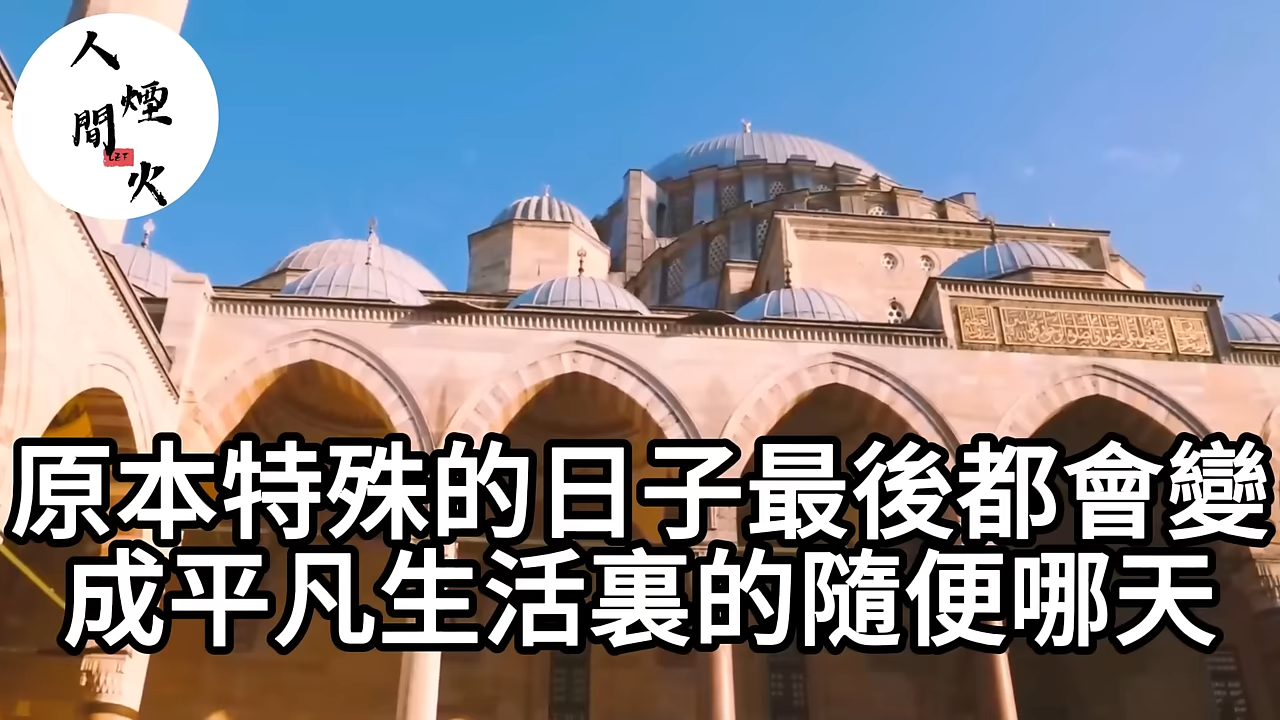 人間煙火
LZT
原本特殊的日子最後都會變
成平凡生活裏的隨便哪天